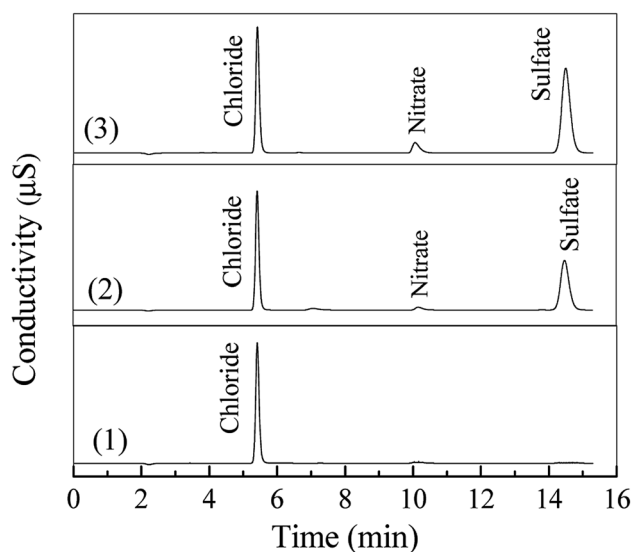 Conductivity (µS)
(3)
Chloride
Nitrate
Sulfate
(2)
Chloride
Nitrate
Sulfate
(1)
Chloride
0 2 4 6 8 10 12 14 16
Time (min)